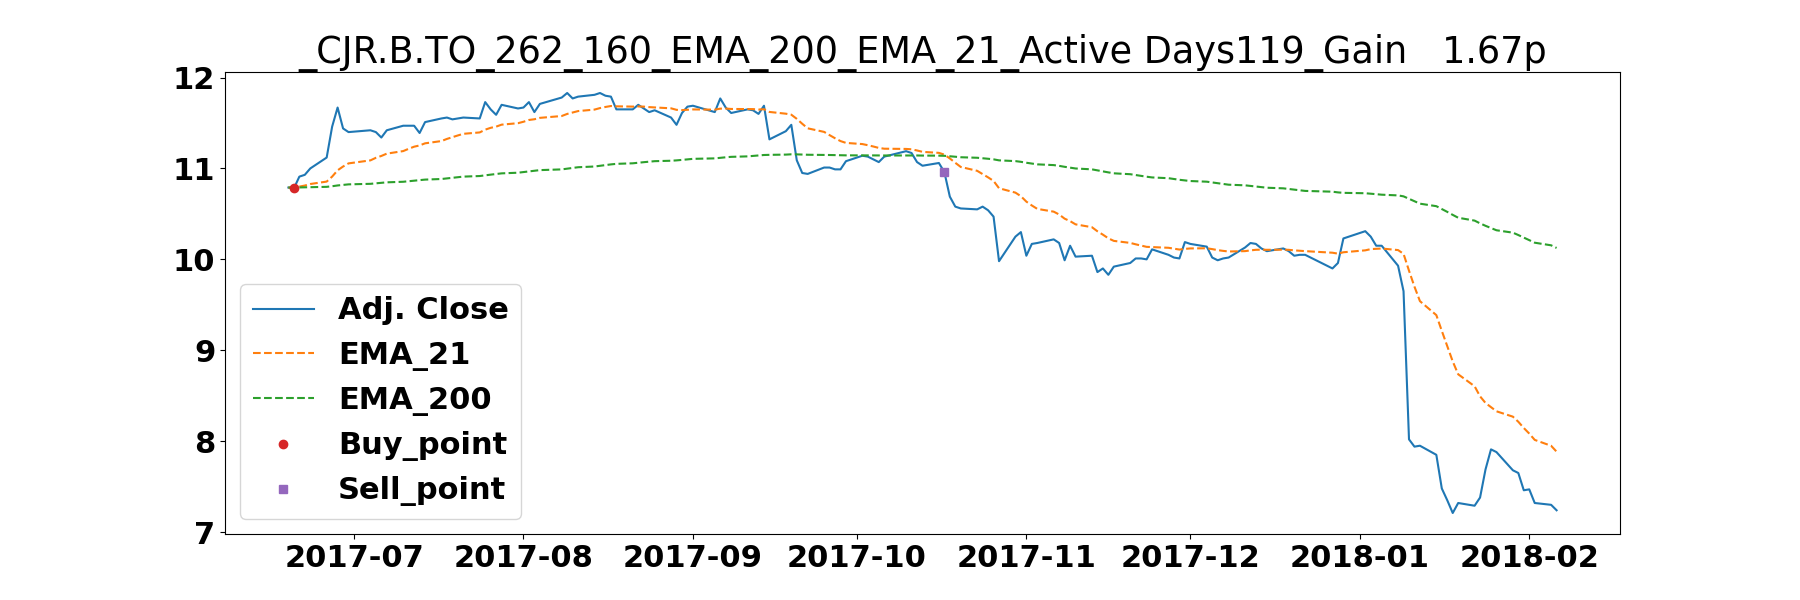 _CJR.B.TO_262_160_EMA_200_EMA_21_Active Days119_Gain   1.67p
12
11
10
9
8
7
Adj. Close
EMA_21
EMA_200
Buy_point
Sell_point
2017-07 2017-08 2017-09 2017-10 2017-11 2017-12 2018-01 2018-02